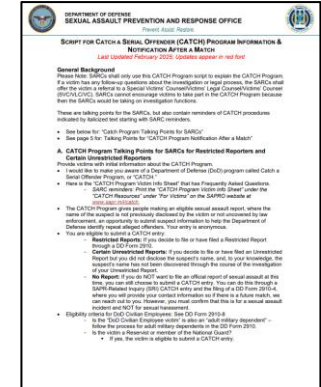 DEPARTMENT OF DEFENSE
SEXUAL ASSAULT PREVENTION AND RESPONSE OFFICE
Prevent. Assist. Restore.
SCRIPT FOR CATCH A SERIAL OFFENDER (CATCH) PROGRAM INFORMATION &
NOTIFICATION AFTER A MATCH
Last Updated February 2025; Updates appear in red font
General Background
Please Note: SARCs shall only use this CATCH Program script to explain the CATCH Program.
If a victim has any follow-up questions about the investigation or legal process, the SARCs shall
offer the victim a referral to a Special Victims' Counsel/Victims' Legal Counsel/Victims' Counsel
(SVC/VLC/VC). SARCs cannot encourage victims to take part in the CATCH Program because
then the SARCs would be taking on investigation functions.
These are talking points for the SARCs, but also contain reminders of CATCH procedures
indicated by italicized text starting with SARC reminders.
• See below for: "Catch Program Talking Points for SARCs"
• See page 5 for: Talking Points for "CATCH Program Notification After a Match"
A. CATCH Program Talking Points for SARCs for Restricted Reporters and
Certain Unrestricted Reporters
Provide victims with initial information about the CATCH Program.
• I would like to make you aware of a Department of Defense (DoD) program called Catch a
Serial Offender Program, or "CATCH."
• Here is the "CATCH Program Victim Info Sheet" that has Frequently Asked Questions.
- SARC reminders: Print the "CATCH Program Victim Info Sheet" under the
"CATCH Resources" under "For Victims" on the SAPRO website at
www.sapr.mil/catch.
• The CATCH Program gives people making an eligible sexual assault report, where the
name of the suspect is not previously disclosed by the victim or not uncovered by law
enforcement, an opportunity to submit suspect information to help the Department of
Defense identify repeat alleged offenders. Your entry is anonymous.
• You are eligible to submit a CATCH entry:
- Restricted Reports: If you decide to file or have filed a Restricted Report
through a DD Form 2910.
- Certain Unrestricted Reports: If you decide to file or have filed an Unrestricted
Report but you did not disclose the suspect's name, and, to your knowledge, the
suspect's name has not been discovered through the course of the investigation
of your Unrestricted Report.
- No Report: If you do NOT want to file an official report of sexual assault at this
time, you can still choose to submit a CATCH entry. You can do this through a
SAPR-Related Inquiry (SRI) CATCH entry and the filing of a DD Form 2910-4,
where you will provide your contact information so if there is a future match, we
can reach out to you. However, you must confirm that this is for a sexual assault
incident and NOT for sexual harassment.
• Eligibility criteria for DoD Civilian Employees: See DD Form 2910-8
- Is the "DoD Civilian Employee victim" is also an "adult military dependent" –
follow the process for adult military dependents in the DD Form 2910.
- Is the victim a Reservist or member of the National Guard?
• If yes, the victim is eligible to submit a CATCH entry.